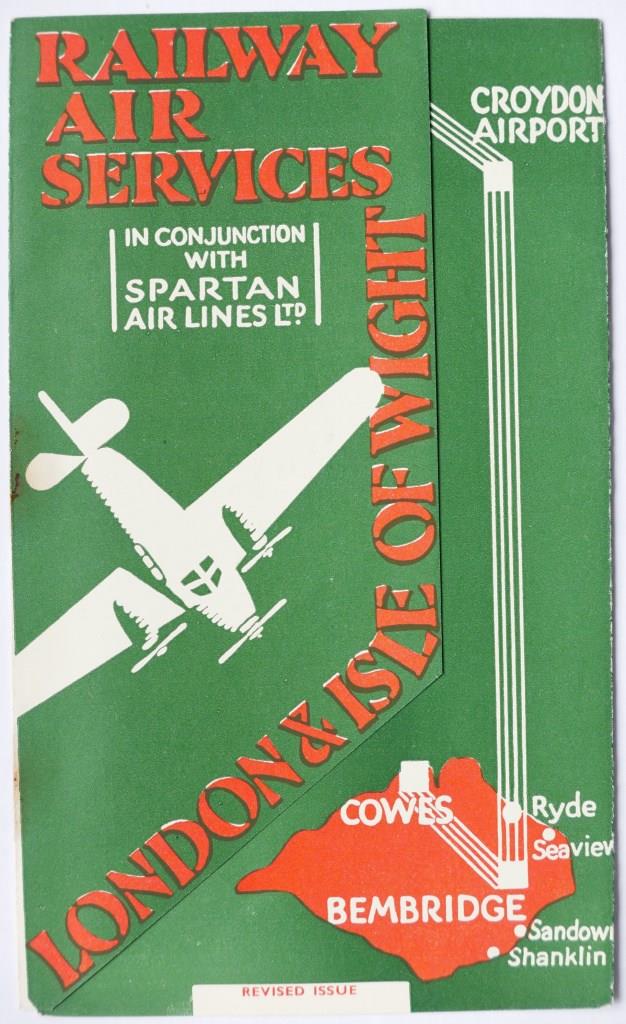 RAILWAY
AIR
SERVICES
IN CONJUNCTION
WITH
SPARTAN
AIR LINES LTD.
LONDON & ISLE OF WIGHT
CROYDON
AIRPORT
COWES
Ryde
Seaview
BEMBRIDGE
Sandown
Shanklin
REVISED ISSUE